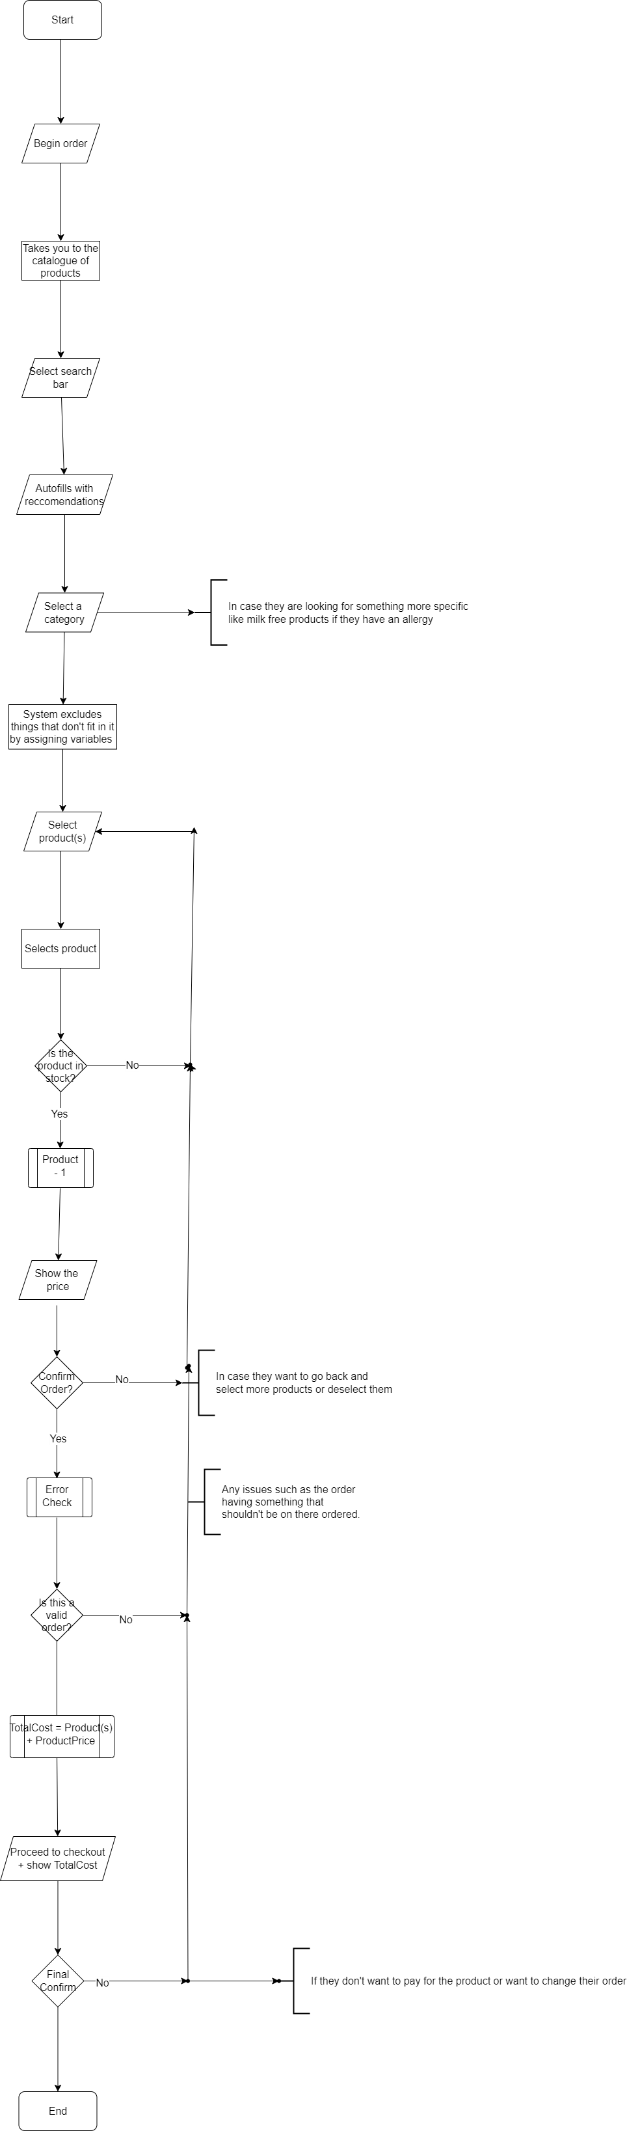 Start
Begin order
Takes you to the
catalogue of
products
Select search
bar
Autofills with
reccomendations
Select a
category
In case they are looking for something more specific
like milk free products if they have an allergy
System excludes
things that don't fit in it
by assigning variables
Select
product(s)
Selects product
Is the
product in
stock?
No
Yes
Product
- 1
Show the
price
Confirm
Order?
No
In case they want to go back and
select more products or deselect them
Yes
Error
Check
Any issues such as the order
having something that
shouldn't be on there ordered.
Is this a
valid
order?
No
TotalCost = Product(s)
+ ProductPrice
Proceed to checkout
+ show TotalCost
Final
Confirm
No
If they don't want to pay for the product or want to change their order
End